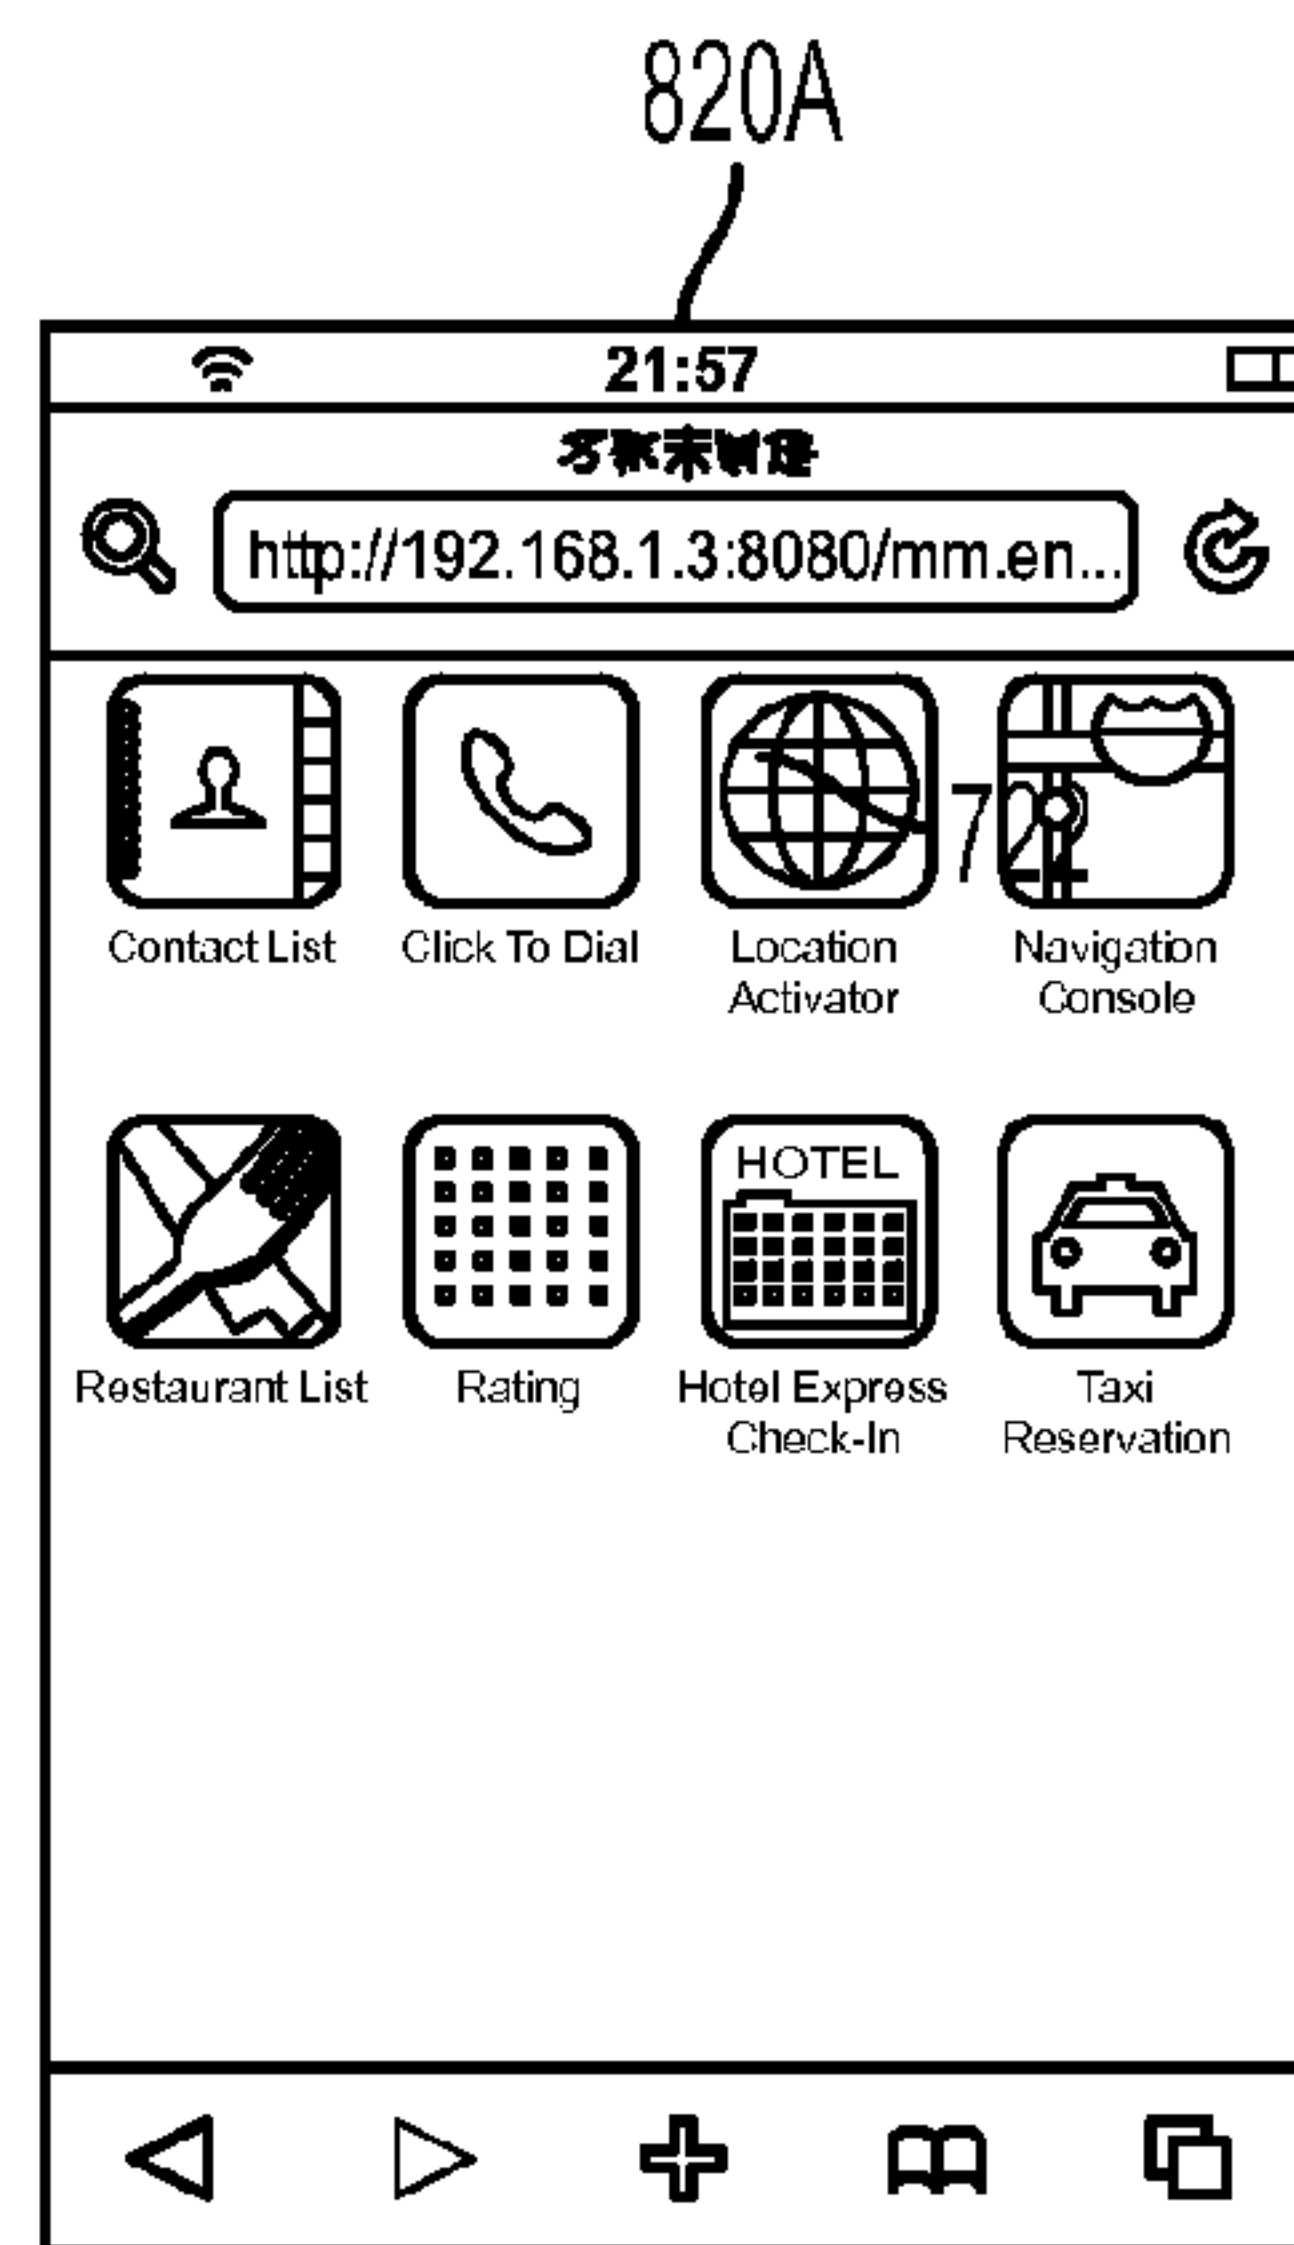 820A
21:57
http://192.168.1.3:8080/mm.en...
722
Contact List
Click To Dial
Location
Activator
Navigation
Console
HOTEL
Restaurant List
Rating
Hotel Express
Check-In
Taxi
Reservation